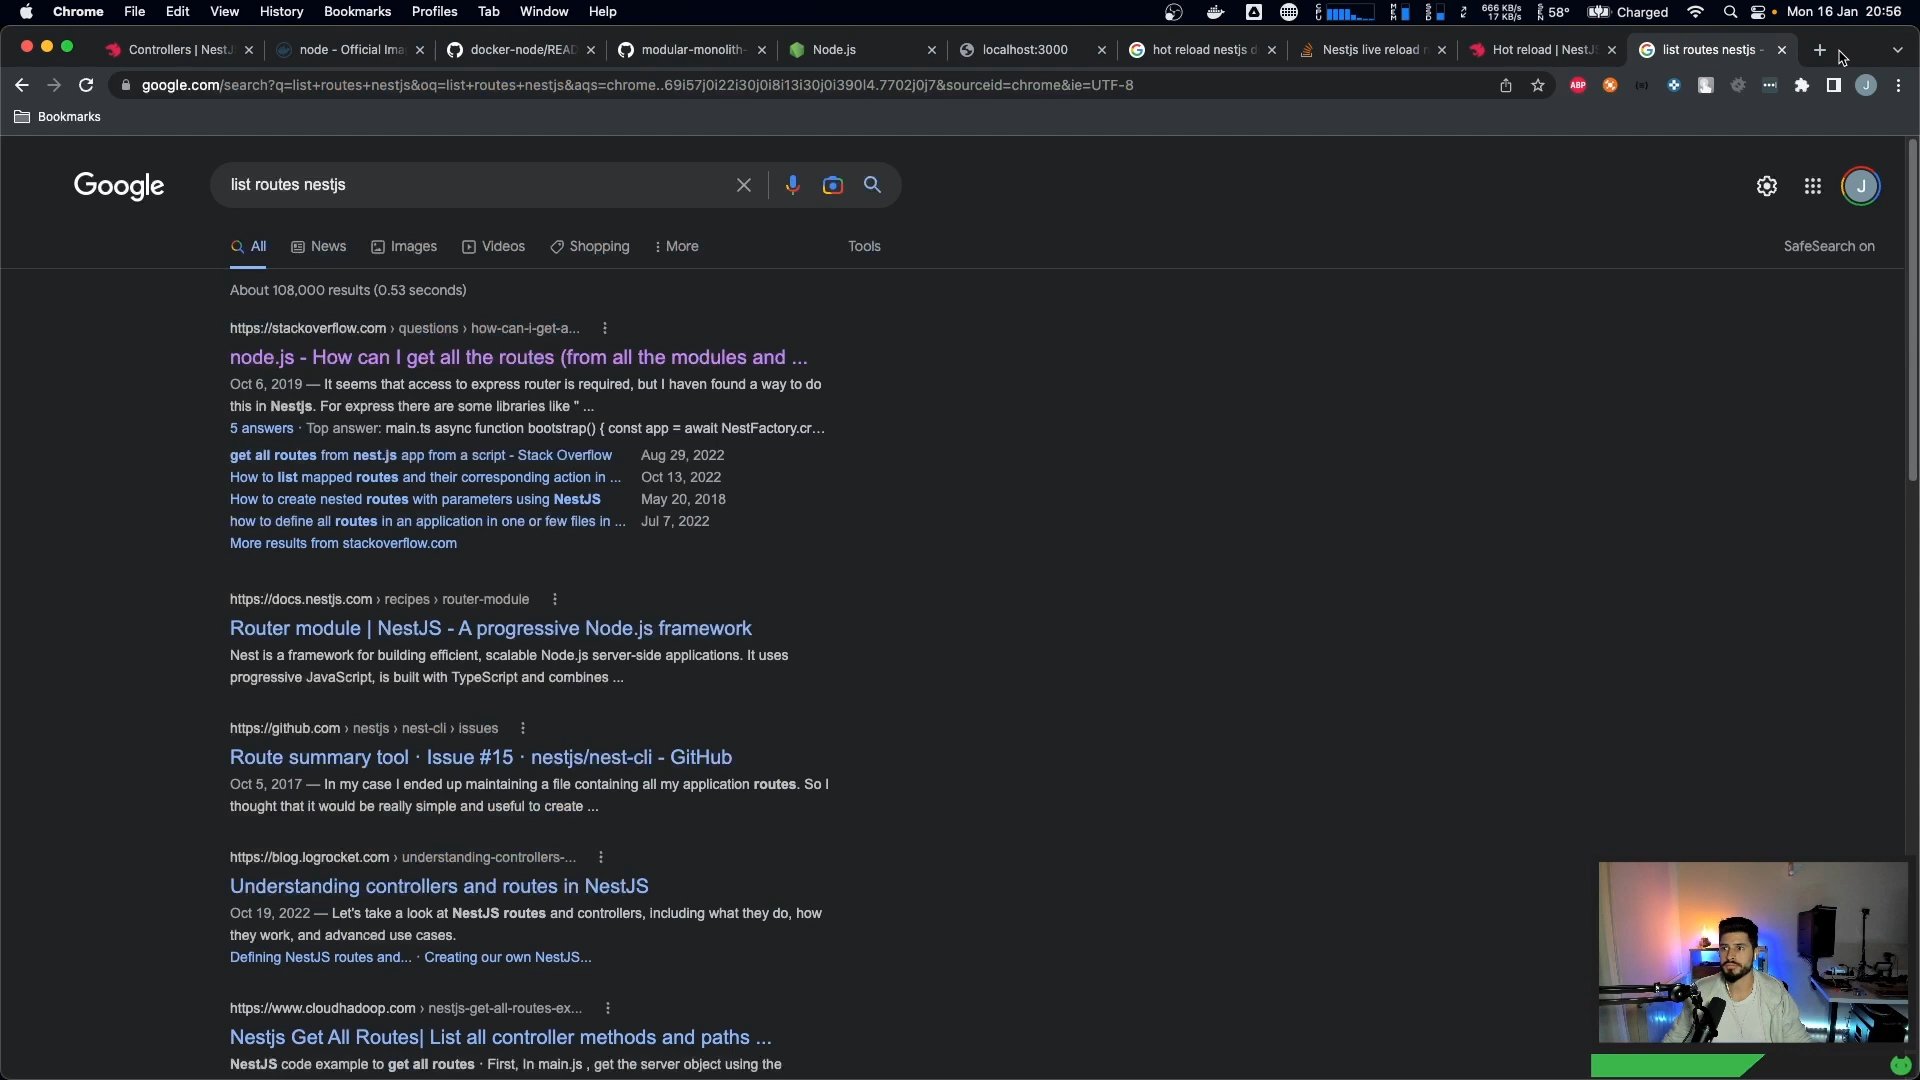 Chrome File Edit View History Bookmarks Profiles Tab Window Help
666 KB/s
17 KB/s
58°
Charged
Mon 16 Jan 20:56
Controllers | NestJS
node - Official Ima
docker-node/READ
modular-monolith-
Node.js
localhost:3000
hot reload nestjs d
Nestjs live reload n
Hot reload | NestJS
list routes nestjs -
google.com/search?q=list+routes+nestjs&oq=list+routes+nestjs&aqs=chrome..69i57j0i22i30j0i8i13i30j0i390l4.7702j0j7&sourceid=chrome&ie=UTF-8
ABP
J
Bookmarks
Google
list routes nestjs
J
All News Images Videos Shopping More Tools SafeSearch on
About 108,000 results (0.53 seconds)
https://stackoverflow.com › questions › how-can-i-get-a...
node.js - How can I get all the routes (from all the modules and ...
Oct 6, 2019 — It seems that access to express router is required, but I haven found a way to do
this in Nestjs. For express there are some libraries like " ...
5 answers · Top answer: main.ts async function bootstrap() { const app = await NestFactory.cr...
get all routes from nest.js app from a script - Stack Overflow Aug 29, 2022
How to list mapped routes and their corresponding action in ... Oct 13, 2022
How to create nested routes with parameters using NestJS May 20, 2018
how to define all routes in an application in one or few files in ... Jul 7, 2022
More results from stackoverflow.com
https://docs.nestjs.com › recipes › router-module
Router module | NestJS - A progressive Node.js framework
Nest is a framework for building efficient, scalable Node.js server-side applications. It uses
progressive JavaScript, is built with TypeScript and combines ...
https://github.com › nestjs › nest-cli › issues
Route summary tool · Issue #15 · nestjs/nest-cli - GitHub
Oct 5, 2017 — In my case I ended up maintaining a file containing all my application routes. So I
thought that it would be really simple and useful to create ...
https://blog.logrocket.com › understanding-controllers-...
Understanding controllers and routes in NestJS
Oct 19, 2022 — Let's take a look at NestJS routes and controllers, including what they do, how
they work, and advanced use cases.
Defining NestJS routes and... · Creating our own NestJS...
https://www.cloudhadoop.com › nestjs-get-all-routes-ex...
Nestjs Get All Routes| List all controller methods and paths ...
NestJS code example to get all routes · First, In main.js , get the server object using the